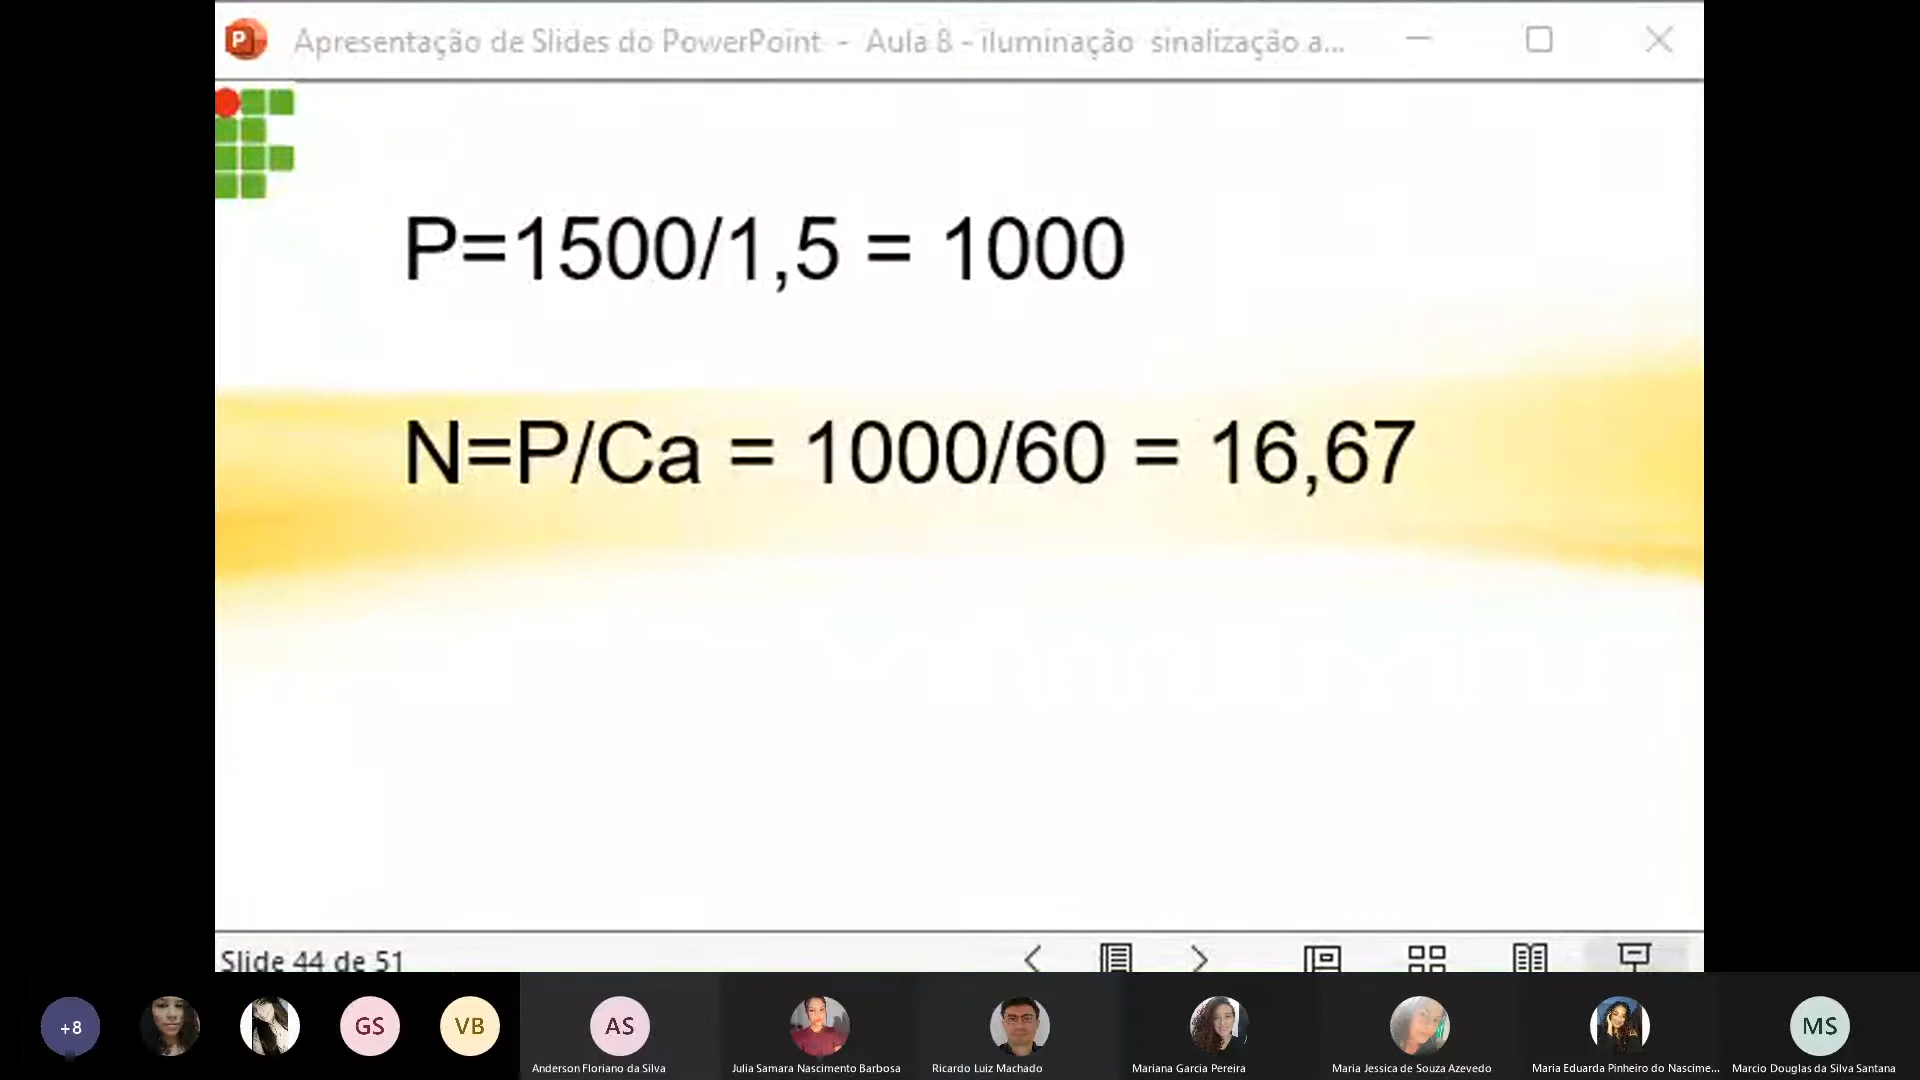 Apresentação de Slides do PowerPoint - Aula 8 - iluminação sinalização a...
P=1500/1,5 = 1000
N=P/Ca = 1000/60 = 16,67
Slide 44 de 51
+8
GS
VB
AS
MS
Anderson Floriano da Silva
Julia Samara Nascimento Barbosa
Ricardo Luiz Machado
Mariana Garcia Pereira
Maria Jessica de Souza Azevedo
Maria Eduarda Pinheiro do Nascime...
Marcio Douglas da Silva Santana